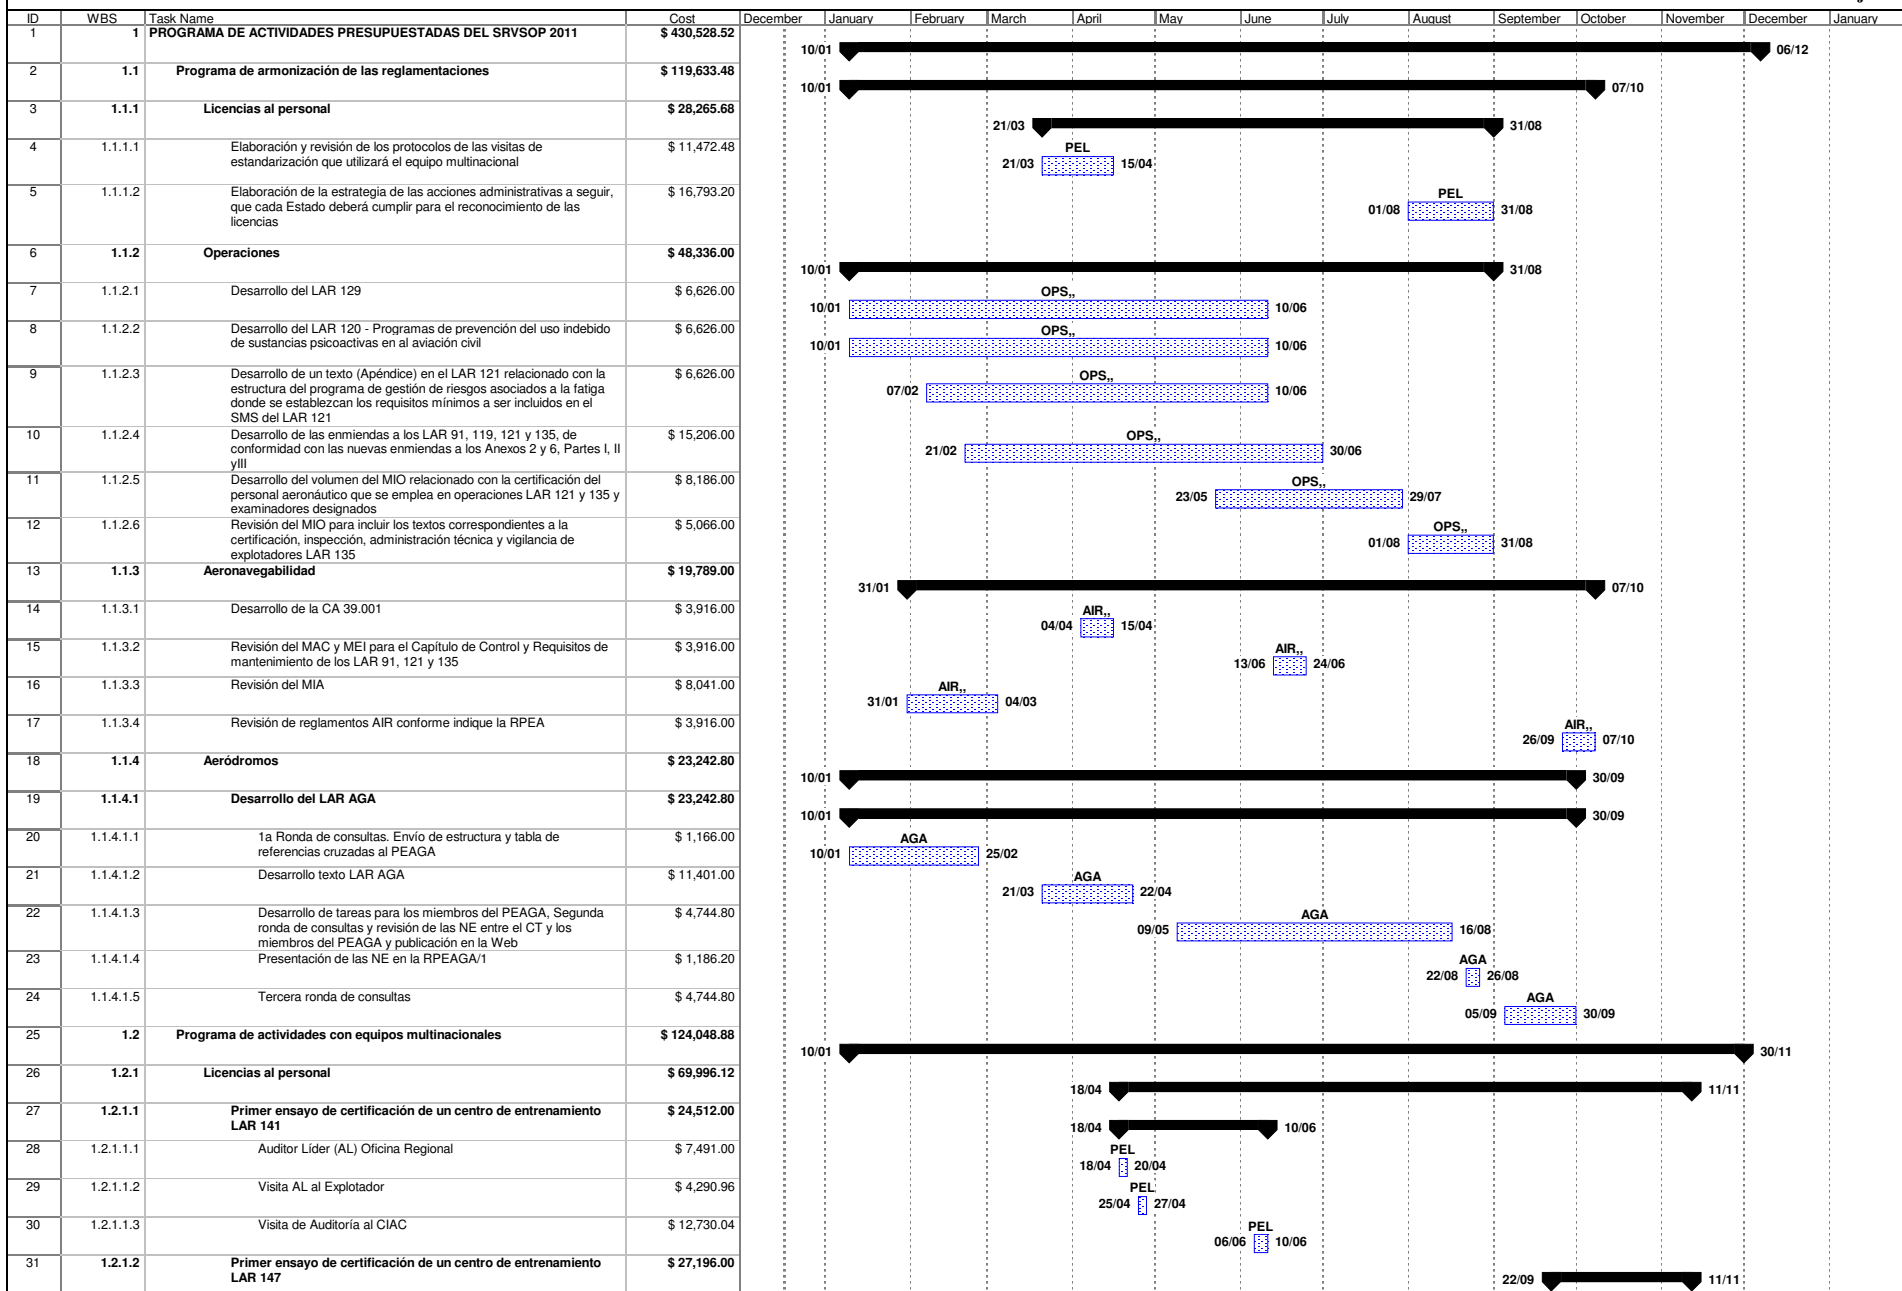 ID WBS Task Name Cost December January February March April May June July August September October November December January
1 1 PROGRAMA DE ACTIVIDADES PRESUPUESTADAS DEL SRVSOP 2011 $ 430,528.52
10/01 06/12
2 1.1 Programa de armonización de las reglamentaciones $ 119,633.48
10/01 07/10
3 1.1.1 Licencias al personal $ 28,265.68
21/03 31/08
4 1.1.1.1 Elaboración y revisión de los protocolos de las visitas de $ 11,472.48 PEL
estandarización que utilizará el equipo multinacional 21/03 15/04
5 1.1.1.2 Elaboración de la estrategia de las acciones administrativas a seguir, $ 16,793.20 PEL
que cada Estado deberá cumplir para el reconocimiento de las 01/08 31/08
licencias
6 1.1.2 Operaciones $ 48,336.00
10/01 31/08
7 1.1.2.1 Desarrollo del LAR 129 $ 6,626.00 OPS,,
10/01 10/06
8 1.1.2.2 Desarrollo del LAR 120 - Programas de prevención del uso indebido $ 6,626.00 OPS,,
de sustancias psicoactivas en al aviación civil 10/01 10/06
9 1.1.2.3 Desarrollo de un texto (Apéndice) en el LAR 121 relacionado con la $ 6,626.00 OPS,,
estructura del programa de gestión de riesgos asociados a la fatiga 07/02 10/06
donde se establezcan los requisitos mínimos a ser incluidos en el
SMS del LAR 121
10 1.1.2.4 Desarrollo de las enmiendas a los LAR 91, 119, 121 y 135, de $ 15,206.00 OPS,,
conformidad con las nuevas enmiendas a los Anexos 2 y 6, Partes I, II 21/02 30/06
yIII
11 1.1.2.5 Desarrollo del volumen del MIO relacionado con la certificación del $ 8,186.00 OPS,,
personal aeronáutico que se emplea en operaciones LAR 121 y 135 y 23/05 29/07
examinadores designados
12 1.1.2.6 Revisión del MIO para incluir los textos correspondientes a la $ 5,066.00 OPS,,
certificación, inspección, administración técnica y vigilancia de 01/08 31/08
explotadores LAR 135
13 1.1.3 Aeronavegabilidad $ 19,789.00
31/01 07/10
14 1.1.3.1 Desarrollo de la CA 39.001 $ 3,916.00 AIR,,
04/04 15/04
15 1.1.3.2 Revisión del MAC y MEI para el Capítulo de Control y Requisitos de $ 3,916.00 AIR,,
mantenimiento de los LAR 91, 121 y 135 13/06 24/06
16 1.1.3.3 Revisión del MIA $ 8,041.00 AIR,,
31/01 04/03
17 1.1.3.4 Revisión de reglamentos AIR conforme indique la RPEA $ 3,916.00 AIR,,
26/09 07/10
18 1.1.4 Aeródromos $ 23,242.80
10/01 30/09
19 1.1.4.1 Desarrollo del LAR AGA $ 23,242.80
10/01 30/09
20 1.1.4.1.1 1a Ronda de consultas. Envío de estructura y tabla de $ 1,166.00 AGA
referencias cruzadas al PEAGA 10/01 25/02
21 1.1.4.1.2 Desarrollo texto LAR AGA $ 11,401.00 AGA
21/03 22/04
22 1.1.4.1.3 Desarrollo de tareas para los miembros del PEAGA, Segunda $ 4,744.80 AGA
ronda de consultas y revisión de las NE entre el CT y los 09/05 16/08
miembros del PEAGA y publicación en la Web
23 1.1.4.1.4 Presentación de las NE en la RPEAGA/1 $ 1,186.20 AGA
22/08 26/08
24 1.1.4.1.5 Tercera ronda de consultas $ 4,744.80 AGA
05/09 30/09
25 1.2 Programa de actividades con equipos multinacionales $ 124,048.88
10/01 30/11
26 1.2.1 Licencias al personal $ 69,996.12
18/04 11/11
27 1.2.1.1 Primer ensayo de certificación de un centro de entrenamiento $ 24,512.00
LAR 141 18/04 10/06
28 1.2.1.1.1 Auditor Líder (AL) Oficina Regional $ 7,491.00 PEL
18/04 20/04
29 1.2.1.1.2 Visita AL al Explotador $ 4,290.96 PEL
25/04 27/04
30 1.2.1.1.3 Visita de Auditoría al CIAC $ 12,730.04 PEL
06/06 10/06
31 1.2.1.2 Primer ensayo de certificación de un centro de entrenamiento $ 27,196.00
LAR 147 22/09 11/11